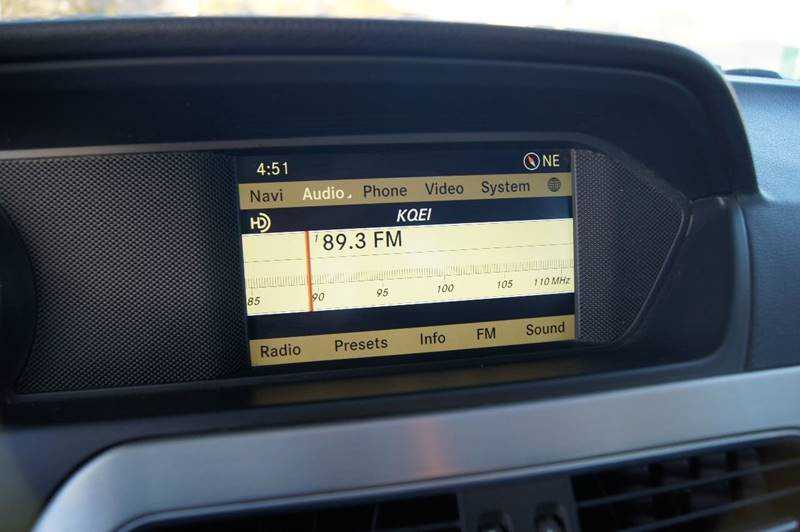 4:51 NE
Navi Audio Phone Video System
HD KQEI
1 89.3 FM
85 90 95 100 105 110 MHz
Radio Presets Info FM Sound